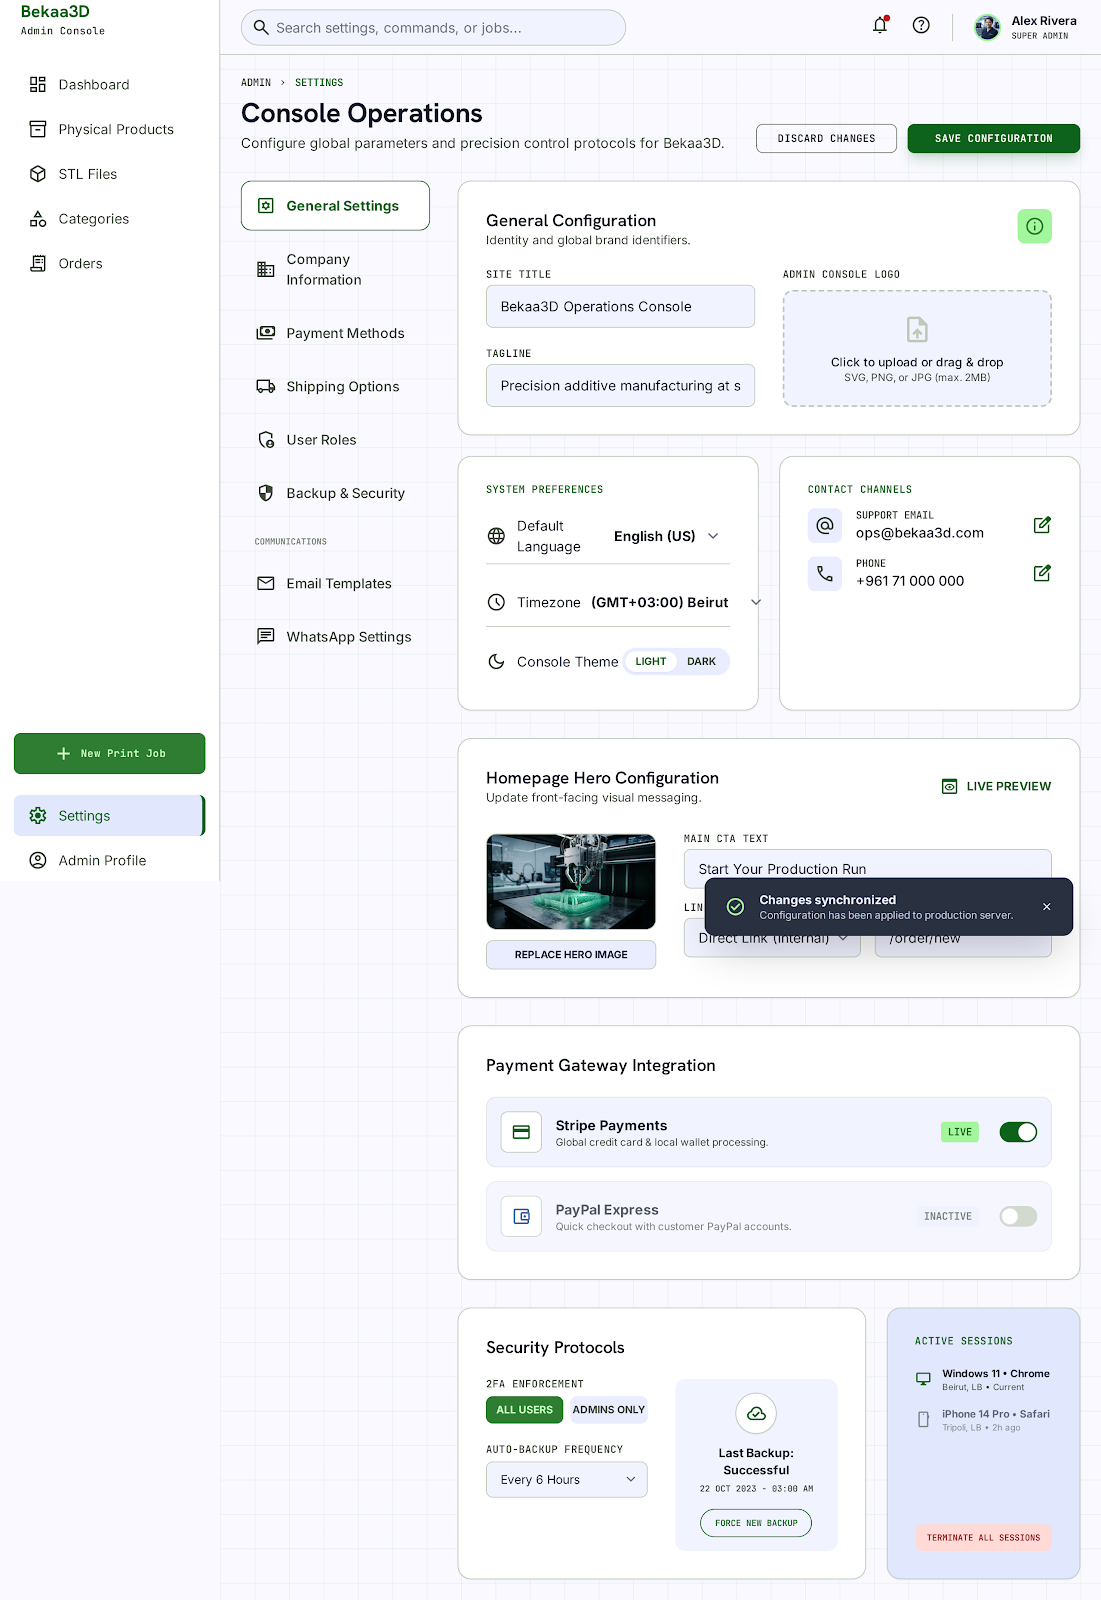 Bekaa3D
Admin Console
Dashboard
Physical Products
STL Files
Categories
Orders
New Print Job
Settings
Admin Profile
Search settings, commands, or jobs...
Alex Rivera
SUPER ADMIN
ADMIN › SETTINGS
Console Operations
Configure global parameters and precision control protocols for Bekaa3D.
DISCARD CHANGES
SAVE CONFIGURATION
General Settings
Company
Information
Payment Methods
Shipping Options
User Roles
Backup & Security
COMMUNICATIONS
Email Templates
WhatsApp Settings
General Configuration
Identity and global brand identifiers.
SITE TITLE
Bekaa3D Operations Console
TAGLINE
Precision additive manufacturing at s
ADMIN CONSOLE LOGO
Click to upload or drag & drop
SVG, PNG, or JPG (max. 2MB)
SYSTEM PREFERENCES
Default
Language
English (US)
Timezone
(GMT+03:00) Beirut
Console Theme
LIGHT
DARK
CONTACT CHANNELS
SUPPORT EMAIL
ops@bekaa3d.com
PHONE
+961 71 000 000
Homepage Hero Configuration
Update front-facing visual messaging.
LIVE PREVIEW
REPLACE HERO IMAGE
MAIN CTA TEXT
Start Your Production Run
LIN
Direct Link (Internal)
/order/new
Changes synchronized
Configuration has been applied to production server.
Payment Gateway Integration
Stripe Payments
Global credit card & local wallet processing.
LIVE
PayPal Express
Quick checkout with customer PayPal accounts.
INACTIVE
Security Protocols
2FA ENFORCEMENT
ALL USERS
ADMINS ONLY
AUTO-BACKUP FREQUENCY
Every 6 Hours
Last Backup:
Successful
22 OCT 2023 - 03:00 AM
FORCE NEW BACKUP
ACTIVE SESSIONS
Windows 11 • Chrome
Beirut, LB • Current
iPhone 14 Pro • Safari
Tripoli, LB • 2h ago
TERMINATE ALL SESSIONS